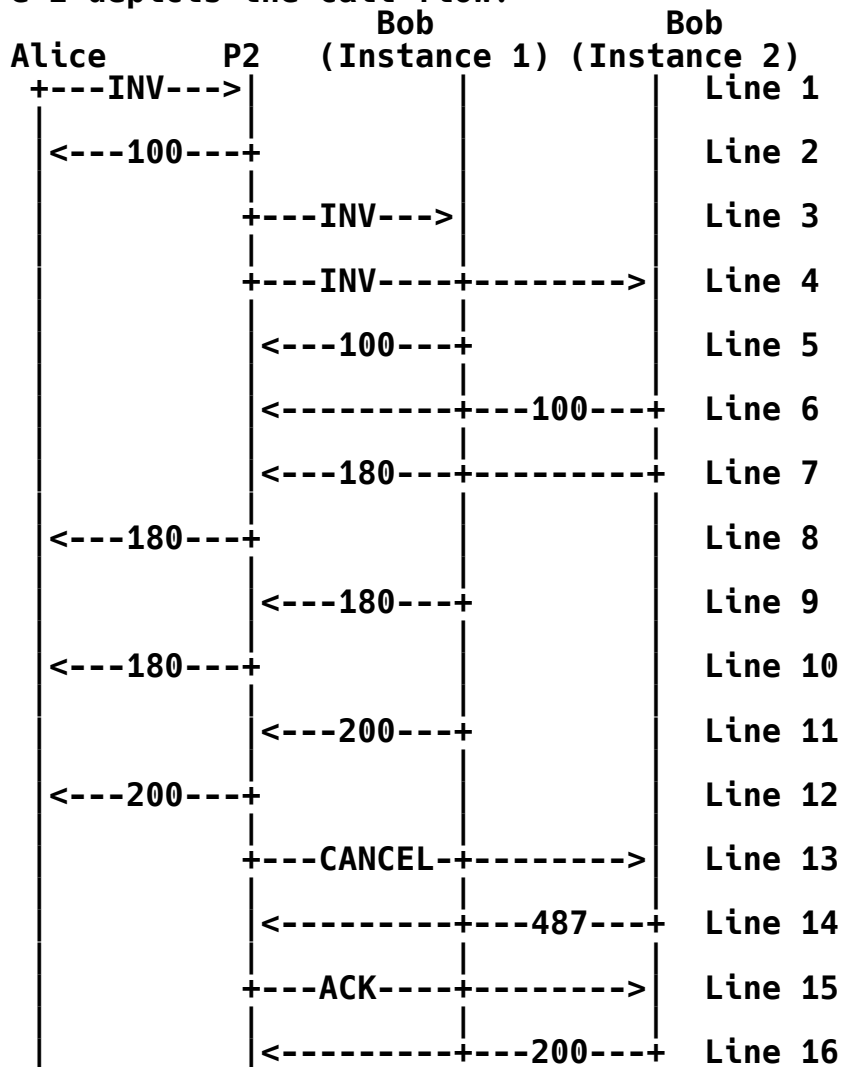 Bob            Bob
Alice      P2   (Instance 1) (Instance 2)
 +---INV--->|          |         |  Line 1
 |          |          |         |
 |<---100---+          |         |  Line 2
 |          |          |         |
 |          +---INV--->|         |  Line 3
 |          |          |         |
 |          +---INV----+-------->|  Line 4
 |          |          |         |
 |          |<---100---+         |  Line 5
 |          |          |         |
 |          |<---------+---100---+  Line 6
 |          |          |         |
 |          |<---180---+---------+  Line 7
 |          |          |         |
 |<---180---+          |         |  Line 8
 |          |          |         |
 |          |<---180---+         |  Line 9
 |          |          |         |
 |<---180---+          |         |  Line 10
 |          |          |         |
 |          |<---200---+         |  Line 11
 |          |          |         |
 |<---200---+          |         |  Line 12
 |          |          |         |
 |          +---CANCEL-+-------->|  Line 13
 |          |          |         |
 |          |<---------+---487---+  Line 14
 |          |          |         |
 |          +---ACK----+-------->|  Line 15
 |          |          |         |
 |          |<---------+---200---+  Line 16